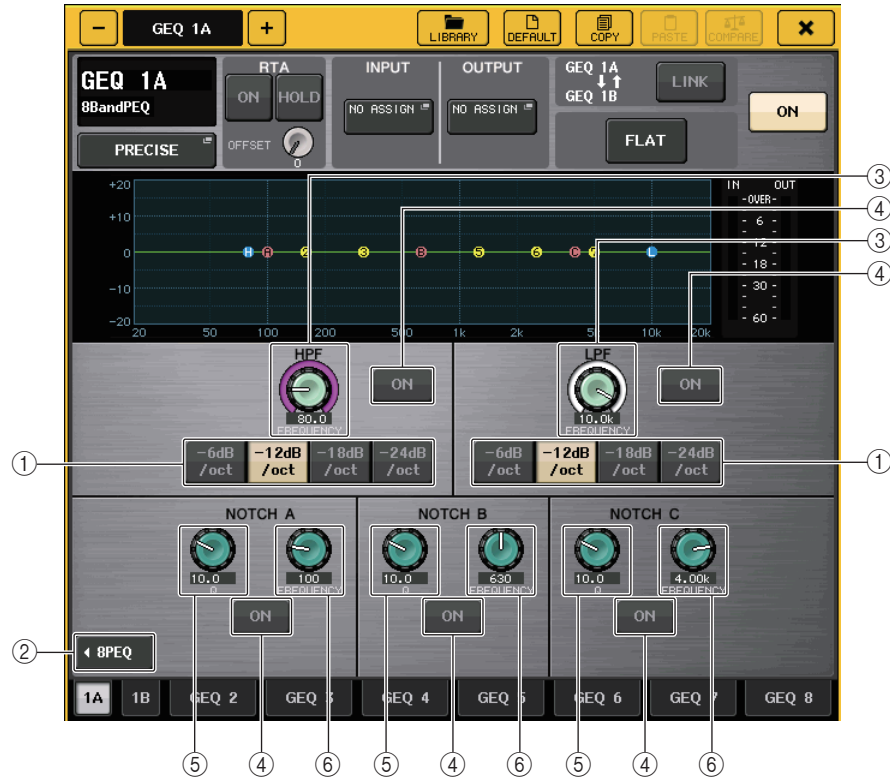 − GEQ 1A + LIBRARY DEFAULT COPY PASTE COMPARE ×
GEQ 1A
8BandPEQ
PRECISE
RTA
ON HOLD
OFFSET
0
INPUT
NO ASSIGN
OUTPUT
NO ASSIGN
GEQ 1A
↓↑
GEQ 1B
LINK
FLAT
ON
+20
+10
0
−10
−20
H A 2 3 B 5 6 C 7 L
20 50 100 200 500 1k 2k 5k 10k 20k
IN OUT
-OVER-
- 6 -
- 12 -
- 18 -
- 30 -
- 60 -
③
④
③
④
HPF
80.0
FREQUENCY
ON
LPF
10.0k
FREQUENCY
ON
①
−6dB /oct
−12dB /oct
−18dB /oct
−24dB /oct
−6dB /oct
−12dB /oct
−18dB /oct
−24dB /oct
①
NOTCH A
10.0
Q
100
FREQUENCY
ON
NOTCH B
10.0
Q
630
FREQUENCY
ON
NOTCH C
10.0
Q
4.00k
FREQUENCY
ON
②
8PEQ
1A 1B GEQ 2 GEQ 3 GEQ 4 GEQ 5 GEQ 6 GEQ 7 GEQ 8
⑤ ④ ⑥ ⑤ ④ ⑥ ⑤ ④ ⑥